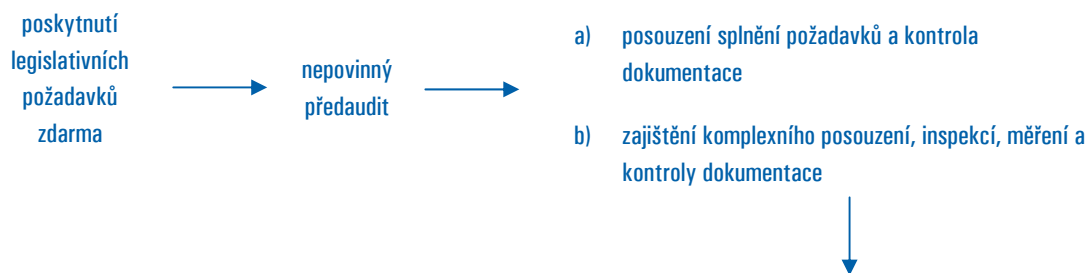 poskytnutí
legislativních
požadavků
zdarma
nepovinný
předaudit
a) posouzení splnění požadavků a kontrola
dokumentace
b) zajištění komplexního posouzení, inspekcí, měření a
kontroly dokumentace